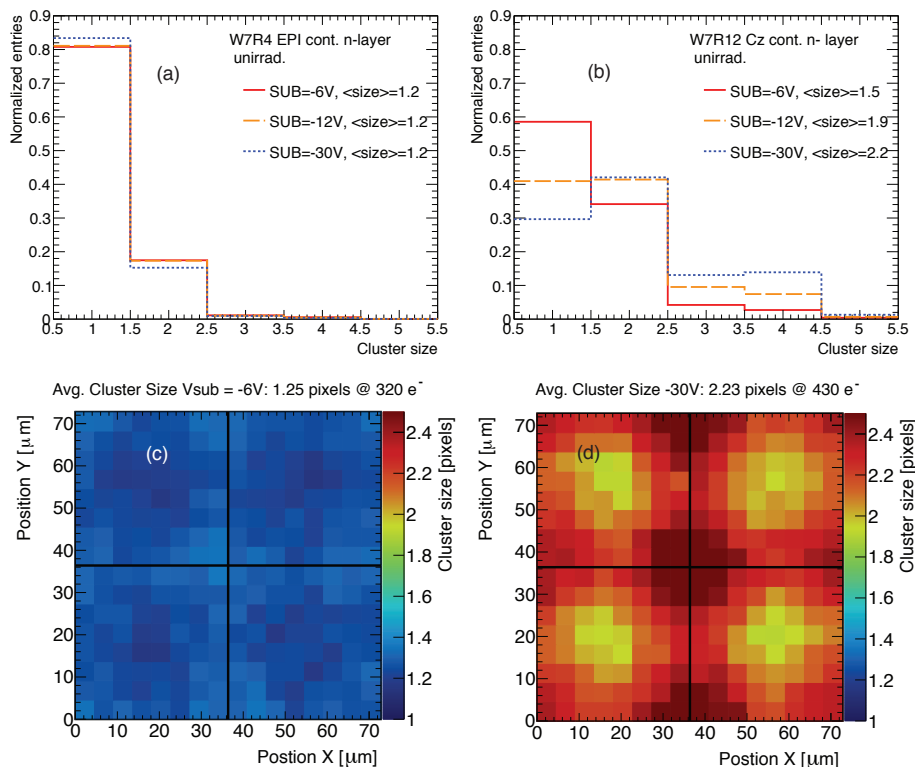 Normalized entries
0.9
0.8
0.7
0.6
0.5
0.4
0.3
0.2
0.1
0
0.5 1 1.5 2 2.5 3 3.5 4 4.5 5 5.5
Cluster size
(a)
W7R4 EPI cont. n-layer
unirrad.
SUB=-6V, <size>=1.2
SUB=-12V, <size>=1.2
SUB=-30V, <size>=1.2
Normalized entries
0.9
0.8
0.7
0.6
0.5
0.4
0.3
0.2
0.1
0
0.5 1 1.5 2 2.5 3 3.5 4 4.5 5 5.5
Cluster size
(b)
W7R12 Cz cont. n- layer
unirrad.
SUB=-6V, <size>=1.5
SUB=-12V, <size>=1.9
SUB=-30V, <size>=2.2
Avg. Cluster Size Vsub = -6V: 1.25 pixels @ 320 e⁻
Position Y [μm]
70
60
50
40
30
20
10
0
0 10 20 30 40 50 60 70
Postion X [μm]
(c)
2.4
2.2
2
1.8
1.6
1.4
1.2
1
Cluster size [pixels]
Avg. Cluster Size -30V: 2.23 pixels @ 430 e⁻
Position Y [μm]
70
60
50
40
30
20
10
0
0 10 20 30 40 50 60 70
Postion X [μm]
(d)
2.4
2.2
2
1.8
1.6
1.4
1.2
1
Cluster size [pixels]